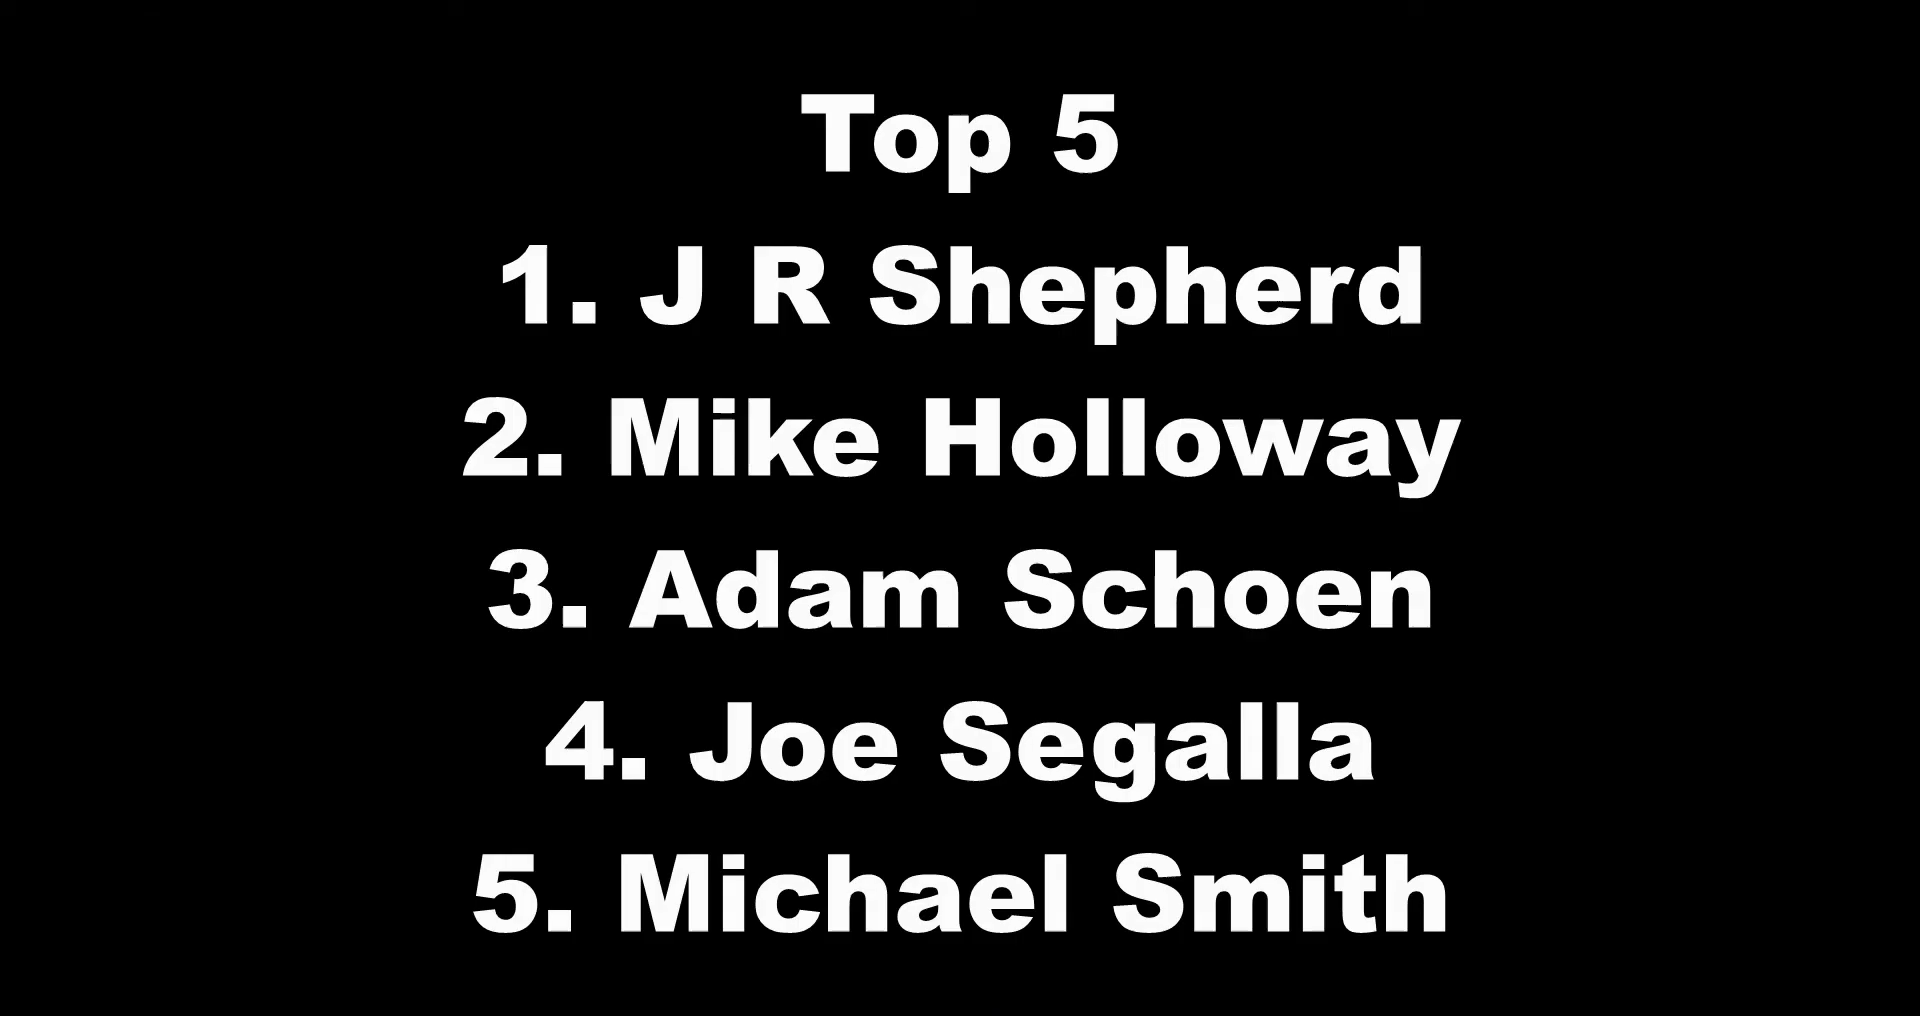 Top 5
1. J R Shepherd
2. Mike Holloway
3. Adam Schoen
4. Joe Segalla
5. Michael Smith